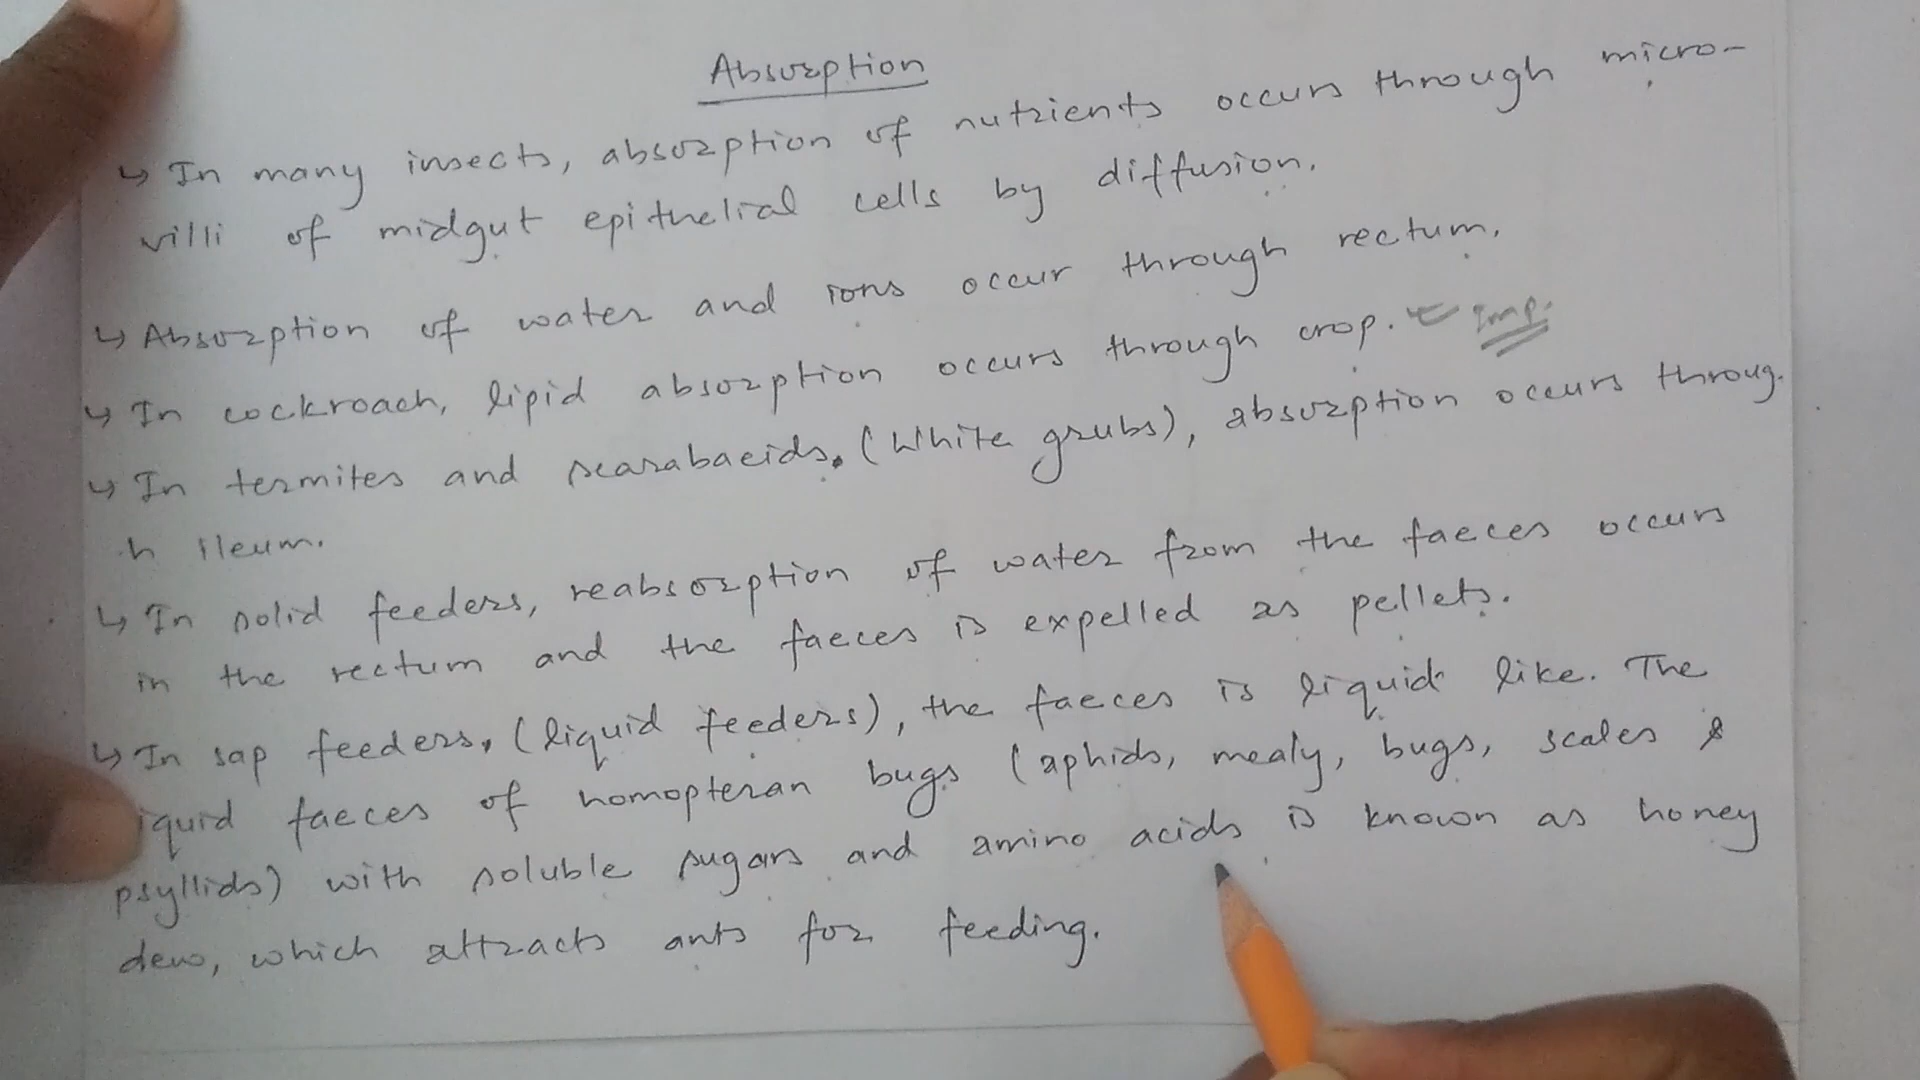 Absorption
↳ In many insects, absorption of nutrients occurs through micro-
villi of midgut epithelial cells by diffusion.
↳ Absorption of water and ions occur through rectum.
↳ In cockroach, lipid absorption occurs through crop. ← Imp.
↳ In termites and scarabaeids, (White grubs), absorption occurs throug-
h ileum.
↳ In solid feeders, reabsorption of water from the faeces occurs
in the rectum and the faeces is expelled as pellets.
↳ In sap feeders, (liquid feeders), the faeces is liquid like. The
iquid faeces of homopteran bugs (aphids, mealy, bugs, scales &
psyllids) with soluble sugars and amino acids is known as honey
dew, which attracts ants for feeding.